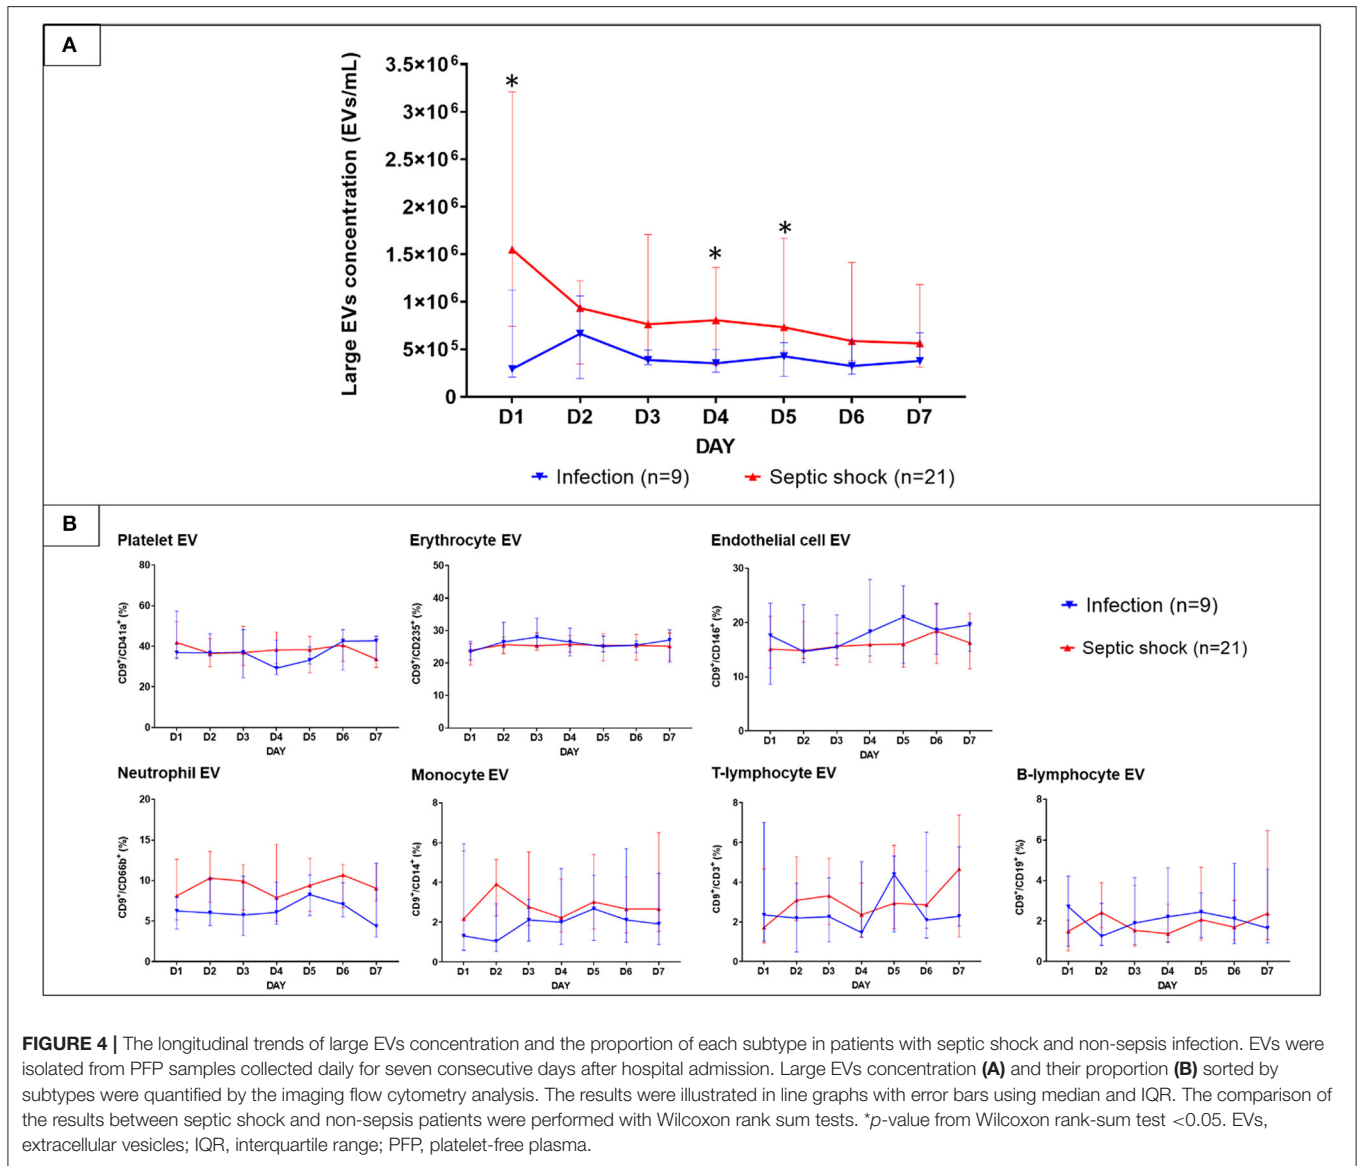 A
Large EVs concentration (EVs/mL)
3.5×10⁶
3×10⁶
2.5×10⁶
2×10⁶
1.5×10⁶
1×10⁶
5×10⁵
0
*
*
*
D1 D2 D3 D4 D5 D6 D7
DAY
Infection (n=9) Septic shock (n=21)
B
Platelet EV
CD9⁺/CD41a⁺ (%)
80
60
40
20
0
D1 D2 D3 D4 D5 D6 D7
DAY
Erythrocyte EV
CD9⁺/CD235⁺ (%)
50
40
30
20
10
0
D1 D2 D3 D4 D5 D6 D7
DAY
Endothelial cell EV
CD9⁺/CD146⁺ (%)
30
20
10
0
D1 D2 D3 D4 D5 D6 D7
DAY
Infection (n=9)
Septic shock (n=21)
Neutrophil EV
CD9⁺/CD66b⁺ (%)
20
15
10
5
0
D1 D2 D3 D4 D5 D6 D7
DAY
Monocyte EV
CD9⁺/CD14⁺ (%)
8
6
4
2
0
D1 D2 D3 D4 D5 D6 D7
DAY
T-lymphocyte EV
CD9⁺/CD3⁺ (%)
8
6
4
2
0
D1 D2 D3 D4 D5 D6 D7
DAY
B-lymphocyte EV
CD9⁺/CD19⁺ (%)
8
6
4
2
0
D1 D2 D3 D4 D5 D6 D7
DAY
FIGURE 4 | The longitudinal trends of large EVs concentration and the proportion of each subtype in patients with septic shock and non-sepsis infection. EVs were
isolated from PFP samples collected daily for seven consecutive days after hospital admission. Large EVs concentration (A) and their proportion (B) sorted by
subtypes were quantified by the imaging flow cytometry analysis. The results were illustrated in line graphs with error bars using median and IQR. The comparison of
the results between septic shock and non-sepsis patients were performed with Wilcoxon rank sum tests. *p-value from Wilcoxon rank-sum test <0.05. EVs,
extracellular vesicles; IQR, interquartile range; PFP, platelet-free plasma.